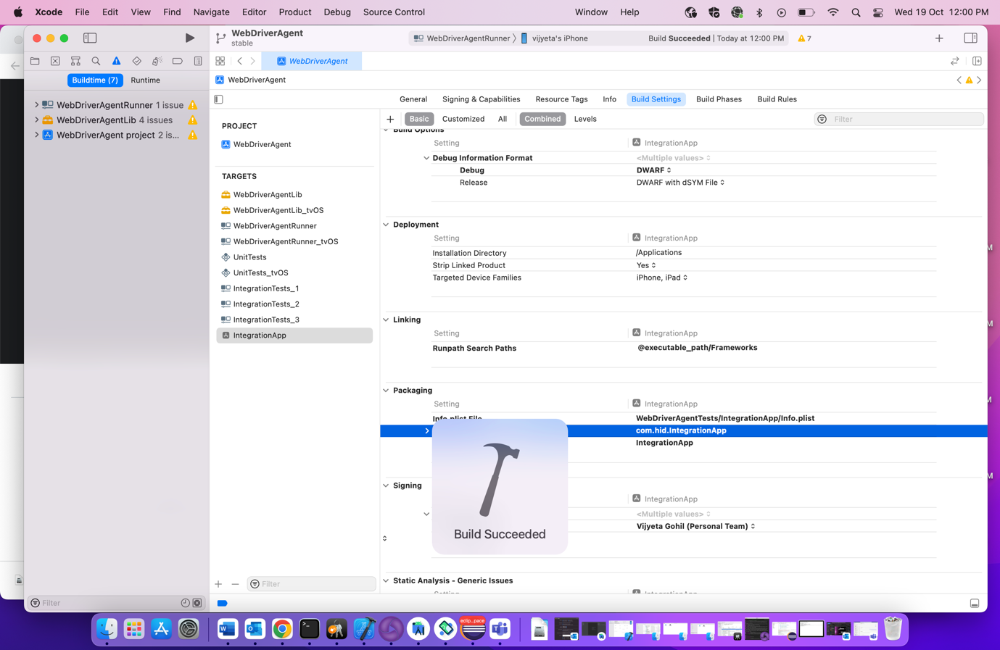 Xcode File Edit View Find Navigate Editor Product Debug Source Control Window Help Wed 19 Oct 12:00 PM
WebDriverAgent
stable
WebDriverAgentRunner vijyeta's iPhone Build Succeeded | Today at 12:00 PM 7
WebDriverAgent
Buildtime (7) Runtime
WebDriverAgent
WebDriverAgentRunner 1 issue
WebDriverAgentLib 4 issues
WebDriverAgent project 2 is...
General Signing & Capabilities Resource Tags Info Build Settings Build Phases Build Rules
Basic Customized All Combined Levels Filter
PROJECT
WebDriverAgent
TARGETS
WebDriverAgentLib
WebDriverAgentLib_tvOS
WebDriverAgentRunner
WebDriverAgentRunner_tvOS
UnitTests
UnitTests_tvOS
IntegrationTests_1
IntegrationTests_2
IntegrationTests_3
IntegrationApp
Build Options
Setting IntegrationApp
Debug Information Format <Multiple values>
Debug DWARF
Release DWARF with dSYM File
Deployment
Setting IntegrationApp
Installation Directory /Applications
Strip Linked Product Yes
Targeted Device Families iPhone, iPad
Linking
Setting IntegrationApp
Runpath Search Paths @executable_path/Frameworks
Packaging
Setting IntegrationApp
Info.plist File WebDriverAgentTests/IntegrationApp/Info.plist
com.hid.IntegrationApp
IntegrationApp
Signing
IntegrationApp
<Multiple values>
Vijyeta Gohil (Personal Team)
Build Succeeded
Static Analysis - Generic Issues
Setting IntegrationApp
Filter
Filter
eclip...pace